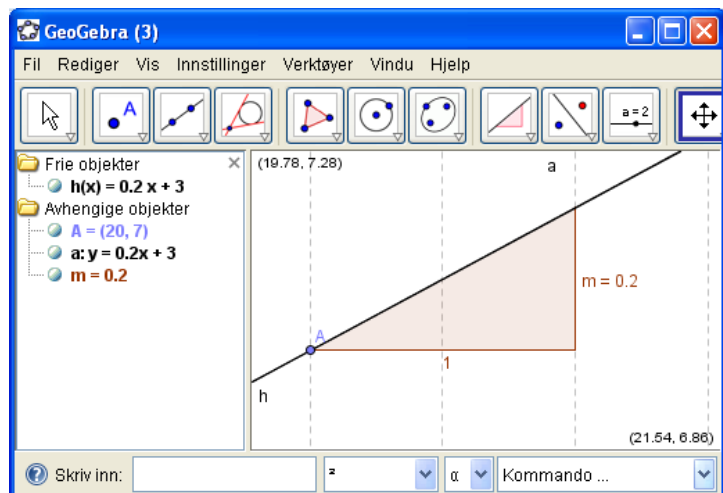 GeoGebra (3)
Fil Rediger Vis Innstillinger Verktøyer Vindu Hjelp
A
a=2
Frie objekter
h(x) = 0.2 x + 3
Avhengige objekter
A = (20, 7)
a: y = 0.2x + 3
m = 0.2
(19.78, 7.28)
a
m = 0.2
A
1
h
(21.54, 6.86)
Skriv inn: ² α Kommando ...